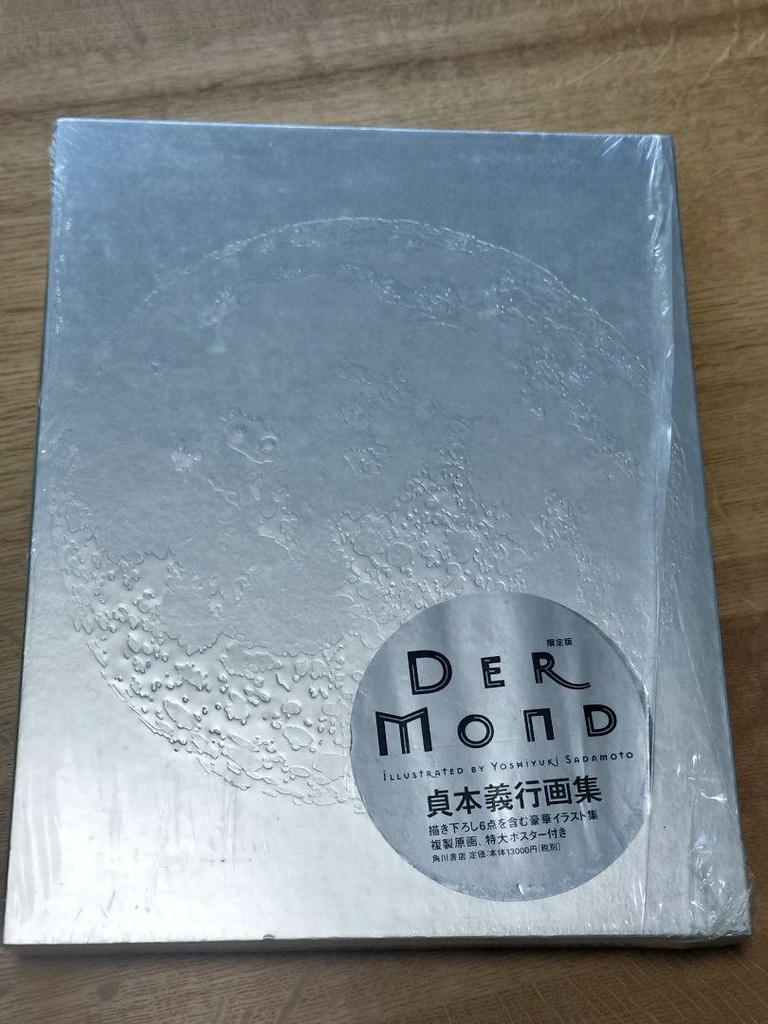 限定版
DER
MOND
ILLUSTRATED BY YOSHIYUKI SADAMOTO
貞本義行画集
描き下ろし6点を含む豪華イラスト集
複製原画、特大ポスター付き
角川書店 定価:本体13000円(税別)